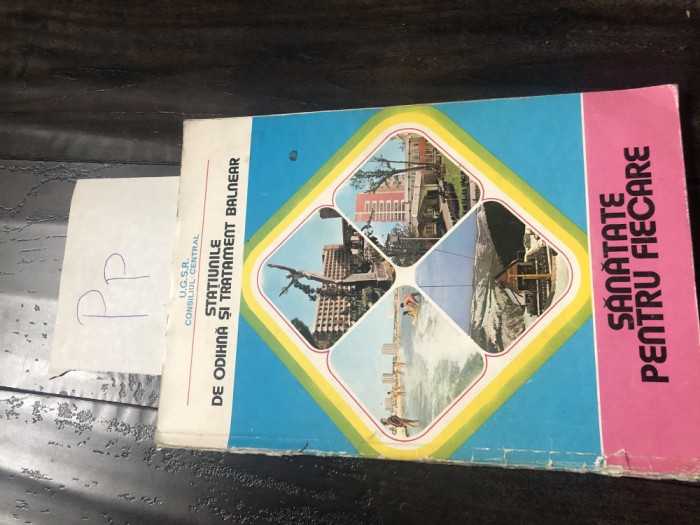 Pp
U.G.S.R.
CONSILIUL CENTRAL
STAȚIUNILE
DE ODIHNĂ ȘI TRATAMENT BALNEAR
SĂNĂTATE
PENTRU FIECARE